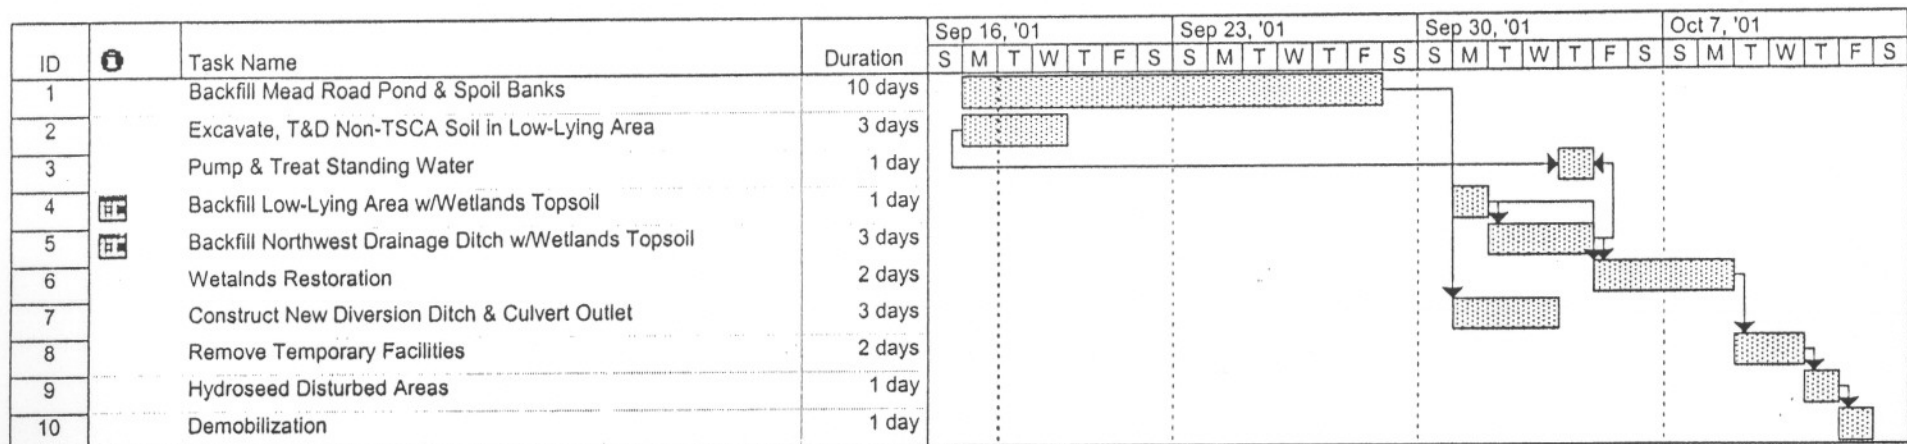 Sep 16, '01 Sep 23, '01 Sep 30, '01 Oct 7, '01
ID Task Name Duration S M T W T F S S M T W T F S S M T W T F S S M T W T F S
1 Backfill Mead Road Pond & Spoil Banks 10 days
2 Excavate, T&D Non-TSCA Soil in Low-Lying Area 3 days
3 Pump & Treat Standing Water 1 day
4 Backfill Low-Lying Area w/Wetlands Topsoil 1 day
5 Backfill Northwest Drainage Ditch w/Wetlands Topsoil 3 days
6 Wetalnds Restoration 2 days
7 Construct New Diversion Ditch & Culvert Outlet 3 days
8 Remove Temporary Facilities 2 days
9 Hydroseed Disturbed Areas 1 day
10 Demobilization 1 day